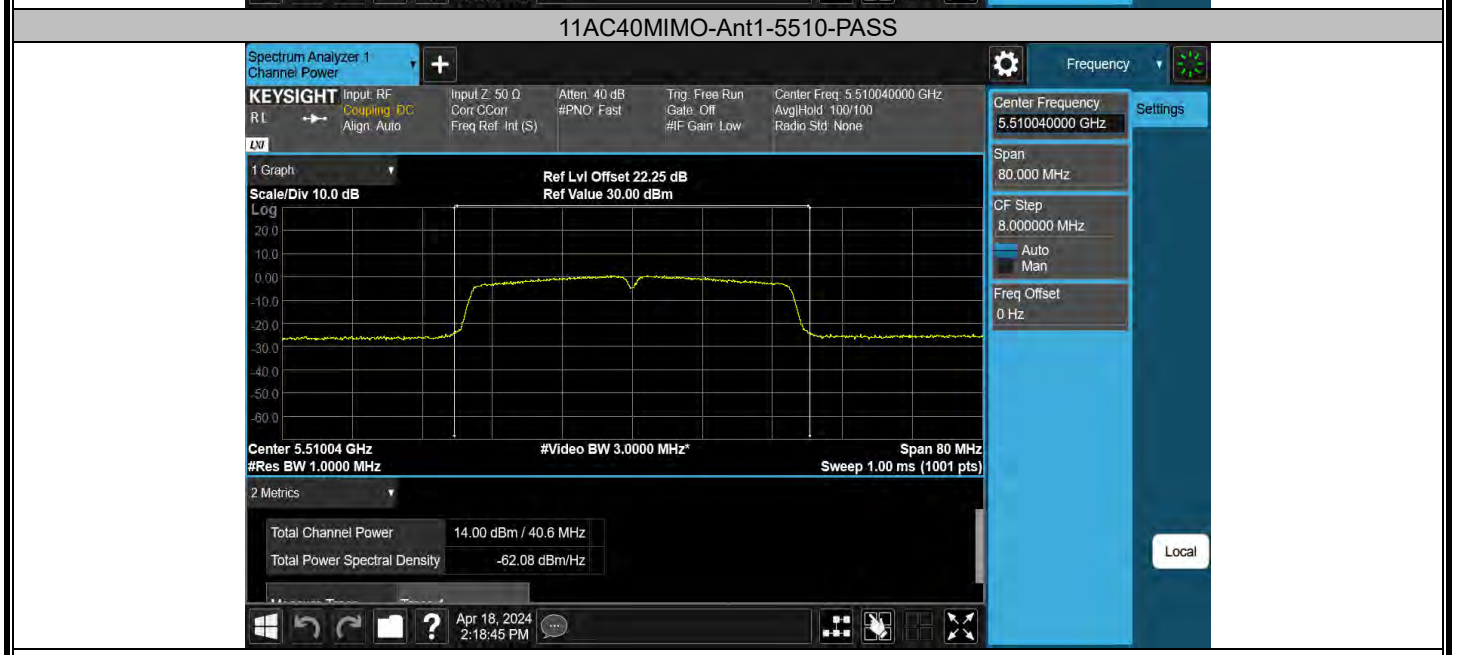 11AC40MIMO-Ant1-5510-PASS
Spectrum Analyzer 1
Channel Power
Frequency
KEYSIGHT
Input: RF
Coupling: DC
Align: Auto
Input Z: 50 Ω
Corr CCorr
Freq Ref: Int (S)
Atten: 40 dB
#PNO: Fast
Trig: Free Run
Gate: Off
#IF Gain: Low
Center Freq: 5.510040000 GHz
Avg|Hold: 100/100
Radio Std: None
LXI
Center Frequency
5.510040000 GHz
Settings
Span
80.000 MHz
CF Step
8.000000 MHz
Auto
Man
Freq Offset
0 Hz
1 Graph
Ref Lvl Offset 22.25 dB
Scale/Div 10.0 dB
Ref Value 30.00 dBm
Log
20.0
10.0
0.00
-10.0
-20.0
-30.0
-40.0
-50.0
-60.0
Center 5.51004 GHz
#Video BW 3.0000 MHz*
Span 80 MHz
#Res BW 1.0000 MHz
Sweep 1.00 ms (1001 pts)
2 Metrics
Total Channel Power
14.00 dBm / 40.6 MHz
Total Power Spectral Density
-62.08 dBm/Hz
Local
Apr 18, 2024
2:18:45 PM